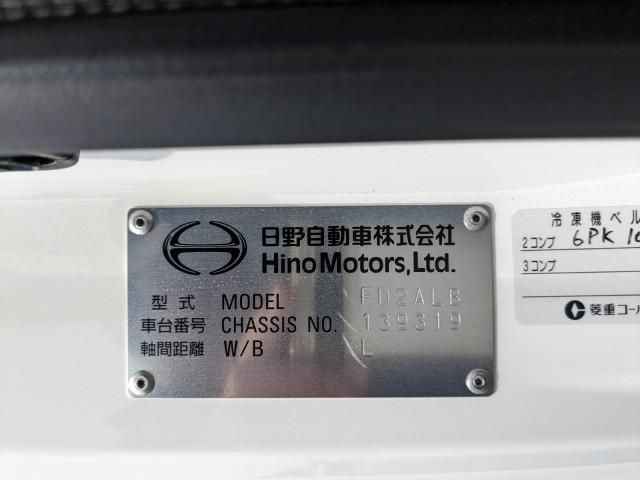 日野自動車株式会社
Hino Motors, Ltd.
型式 MODEL FD2ALB
車台番号 CHASSIS NO. 139319
軸間距離 W/B L
冷凍機ベル
2コンプ 6PK
3コンプ
菱重コー